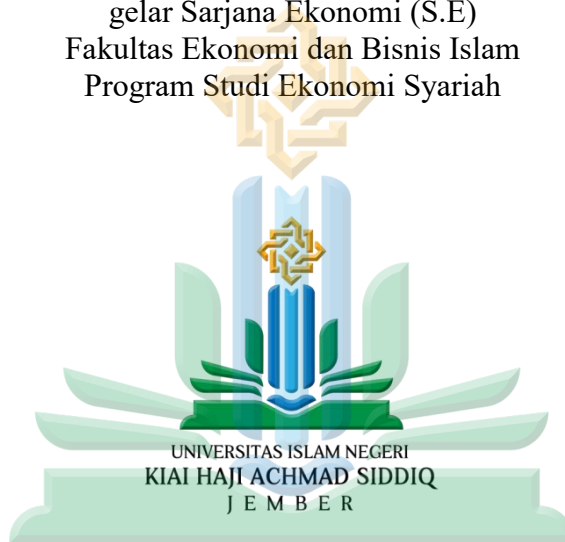 gelar Sarjana Ekonomi (S.E)
Fakultas Ekonomi dan Bisnis Islam
Program Studi Ekonomi Syariah
UNIVERSITAS ISLAM NEGERI
KIAI HAJI ACHMAD SIDDIQ
J E M B E R